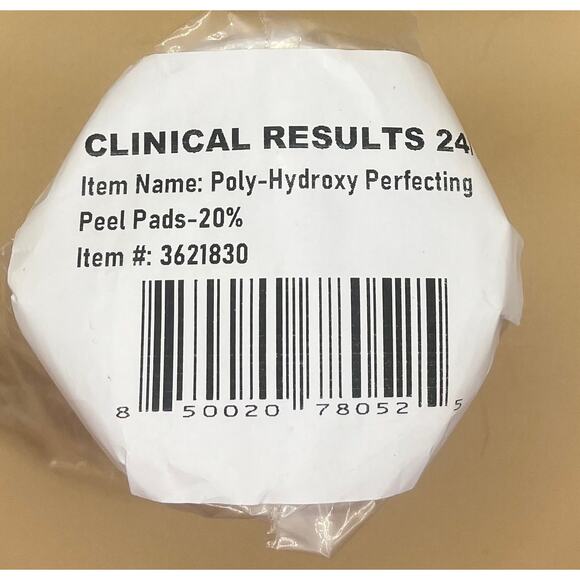 CLINICAL RESULTS 24
Item Name: Poly-Hydroxy Perfecting
Peel Pads-20%
Item #: 3621830
8 50020 78052 5